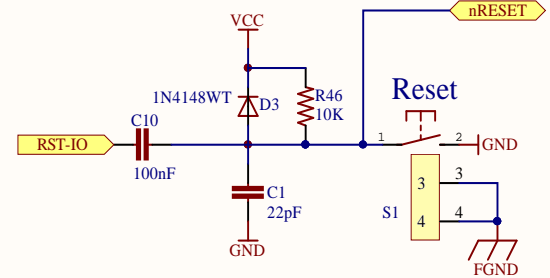 nRESET
VCC
Reset
1N4148WT
D3
R46
10K
C10
1
2
GND
RST-IO
100nF
3
3
C1
22pF
S1
4
4
GND
FGND